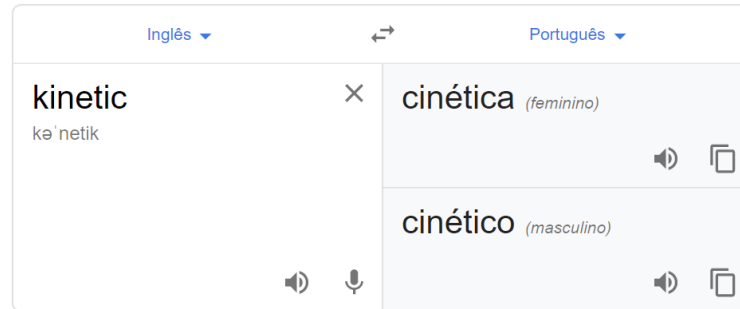 Inglês
Português
kinetic
kəˈnetik
cinética (feminino)
cinético (masculino)